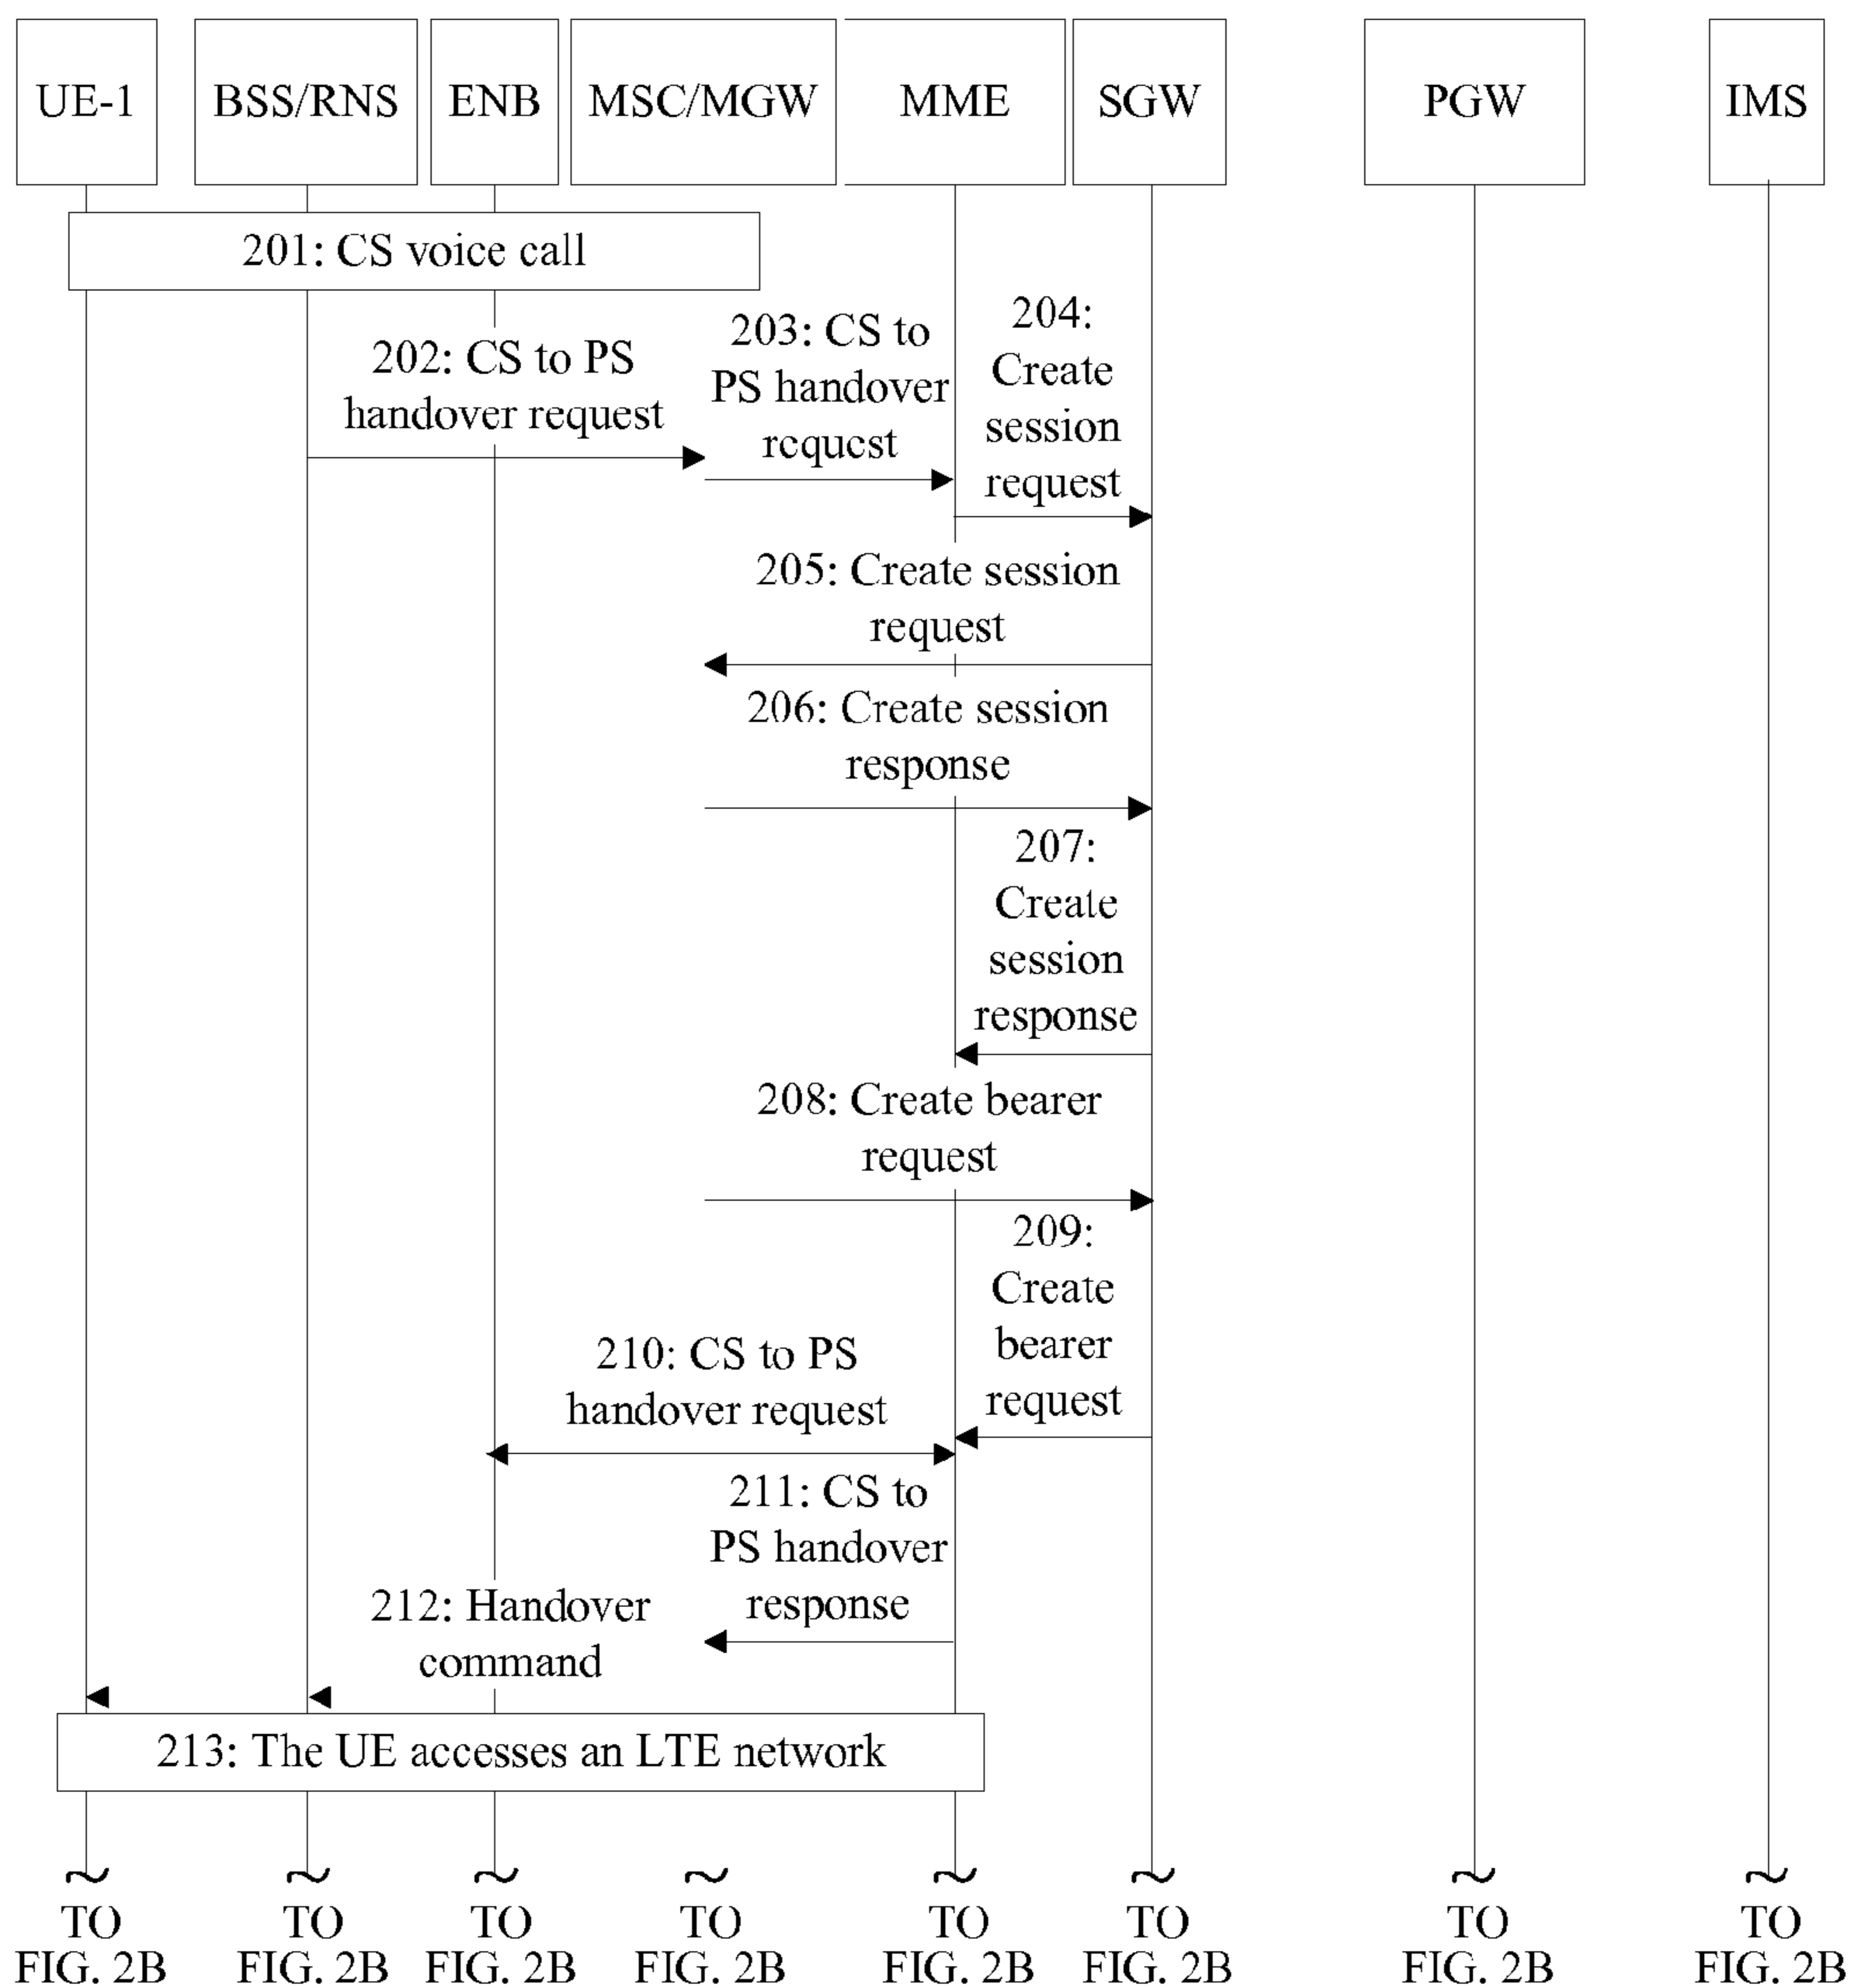 UE-1
BSS/RNS
ENB
MSC/MGW
MME
SGW
PGW
IMS
201: CS voice call
202: CS to PS
handover request
203: CS to
PS handover
request
204:
Create
session
request
205: Create session
request
206: Create session
response
207:
Create
session
response
208: Create bearer
request
209:
Create
bearer
request
210: CS to PS
handover request
211: CS to
PS handover
response
212: Handover
command
213: The UE accesses an LTE network
TO
FIG. 2B
TO
FIG. 2B
TO
FIG. 2B
TO
FIG. 2B
TO
FIG. 2B
TO
FIG. 2B
TO
FIG. 2B
TO
FIG. 2B